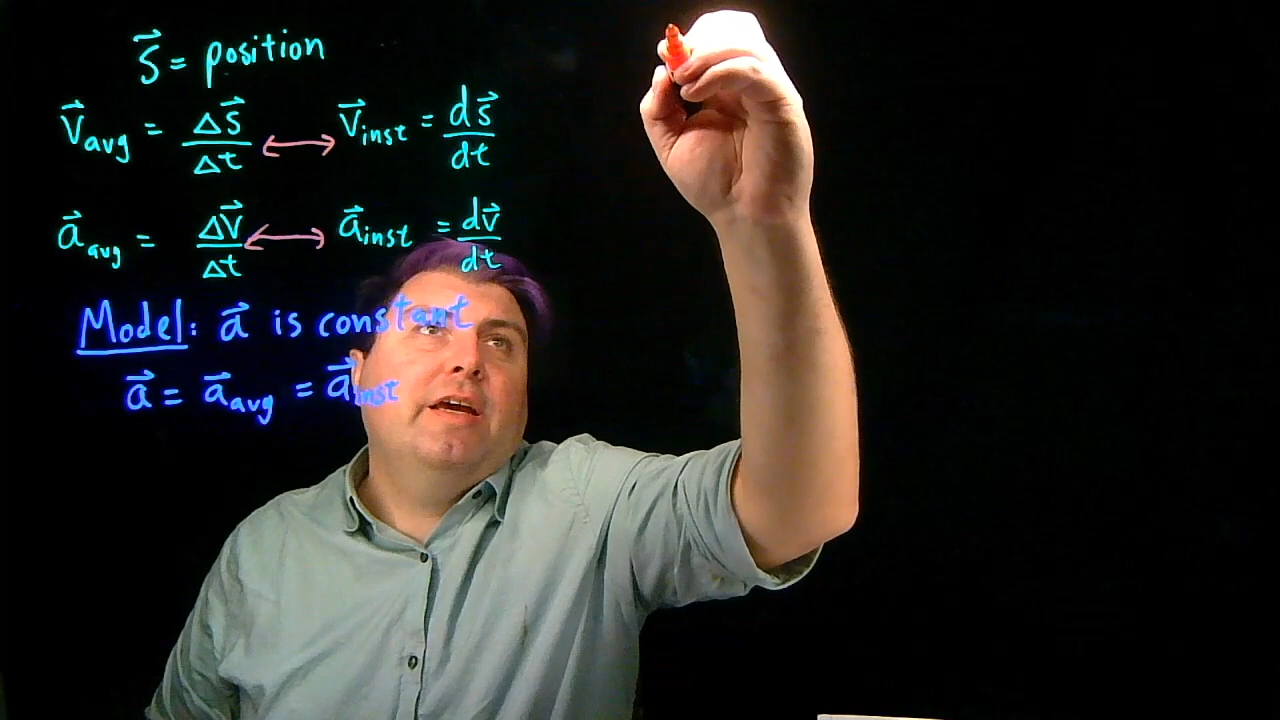 s⃗ = position
v⃗avg = Δs⃗/Δt ↔ v⃗inst = ds⃗/dt
a⃗avg = Δv⃗/Δt ↔ a⃗inst = dv⃗/dt
Model: a⃗ is constant
a⃗ = a⃗avg = a⃗inst